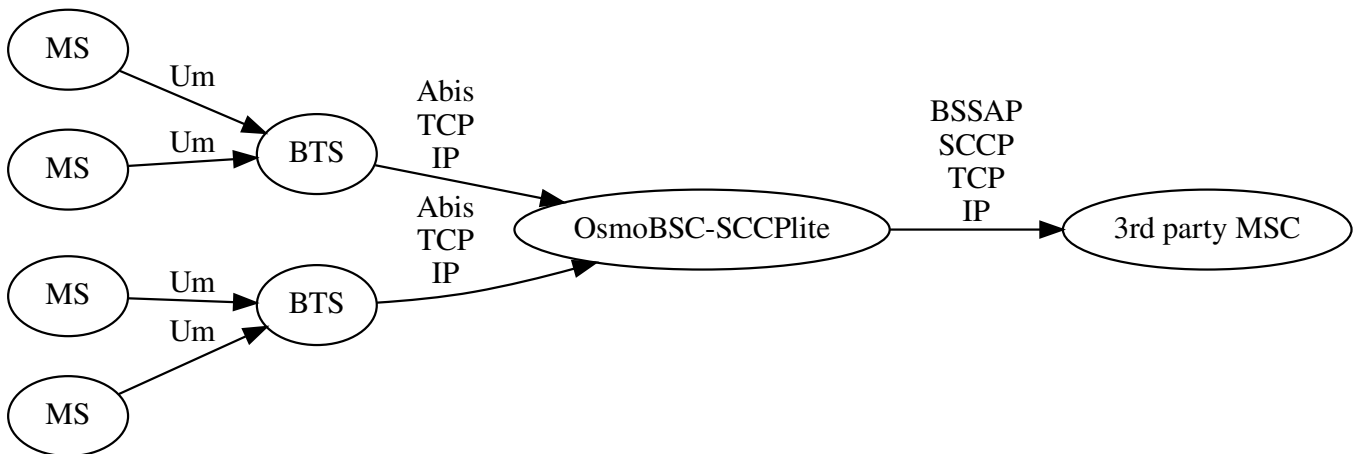 MS
Um
MS
Um
BTS
Abis
TCP
IP
MS
Um
MS
Um
BTS
Abis
TCP
IP
OsmoBSC-SCCPlite
BSSAP
SCCP
TCP
IP
3rd party MSC